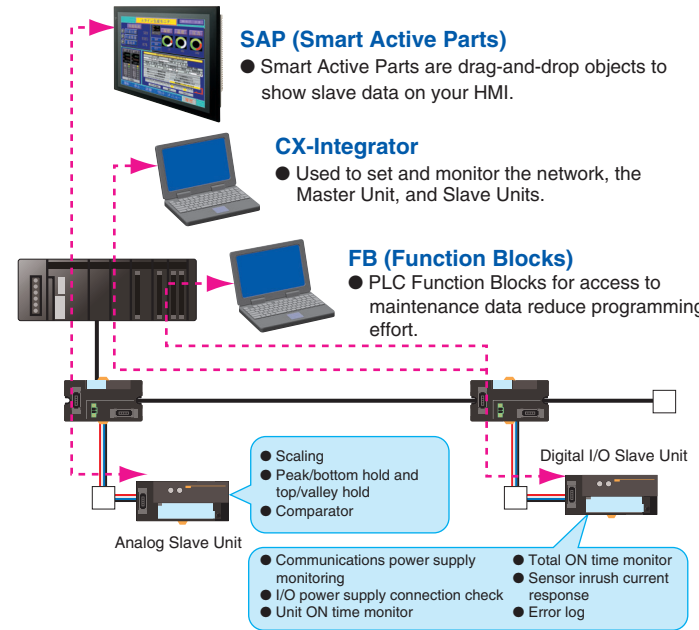 SAP (Smart Active Parts)
● Smart Active Parts are drag-and-drop objects to
show slave data on your HMI.
CX-Integrator
● Used to set and monitor the network, the
Master Unit, and Slave Units.
FB (Function Blocks)
● PLC Function Blocks for access to
maintenance data reduce programming
effort.
● Scaling
● Peak/bottom hold and
top/valley hold
● Comparator
Analog Slave Unit
Digital I/O Slave Unit
● Communications power supply
monitoring
● I/O power supply connection check
● Unit ON time monitor
● Total ON time monitor
● Sensor inrush current
response
● Error log